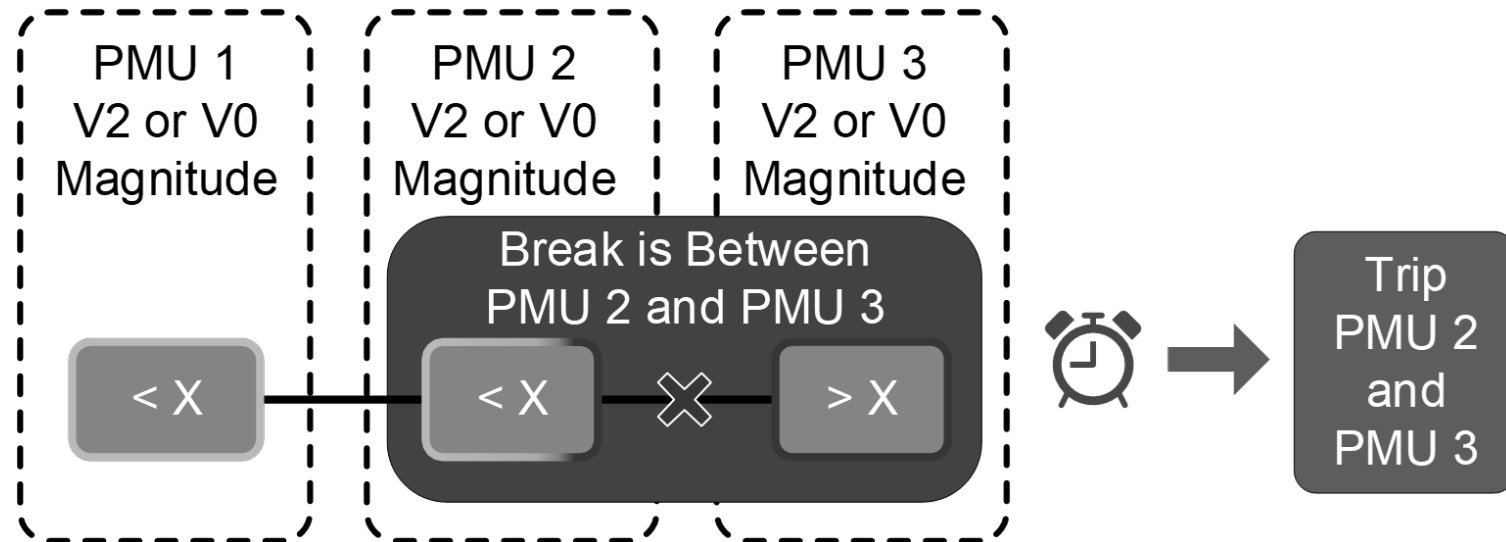 PMU 1
V2 or V0
Magnitude
PMU 2
V2 or V0
Magnitude
PMU 3
V2 or V0
Magnitude
Break is Between
PMU 2 and PMU 3
< X
< X
> X
Trip
PMU 2
and
PMU 3